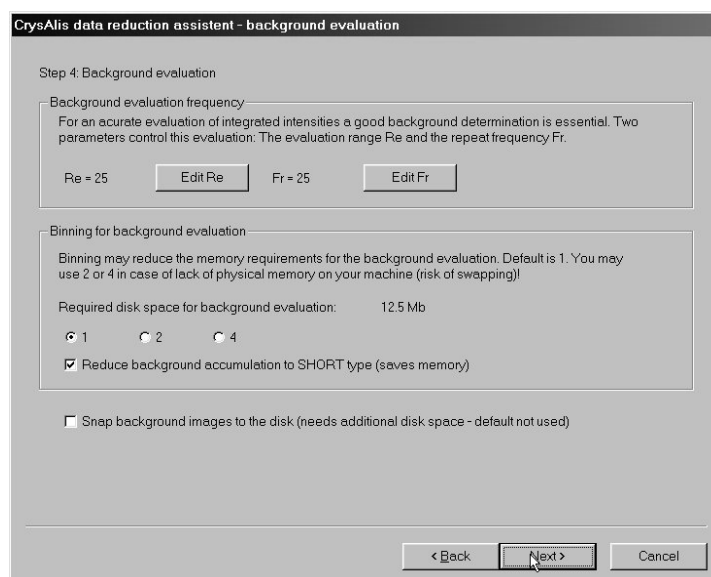 CrysAlis data reduction assistent - background evaluation
Step 4: Background evaluation
Background evaluation frequency
For an acurate evaluation of integrated intensities a good background determination is essential. Two
parameters control this evaluation: The evaluation range Re and the repeat frequency Fr.
Re = 25 Edit Re Fr = 25 Edit Fr
Binning for background evaluation
Binning may reduce the memory requirements for the background evaluation. Default is 1. You may
use 2 or 4 in case of lack of physical memory on your machine (risk of swapping)!
Required disk space for background evaluation: 12.5 Mb
1 2 4
Reduce background accumulation to SHORT type (saves memory)
Snap background images to the disk (needs additional disk space - default not used)
< Back Next > Cancel